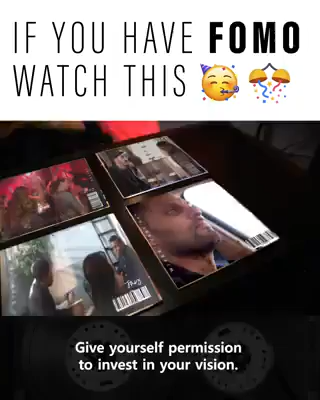 IF YOU HAVE FOMO
WATCH THIS 🥳 🎊
Give yourself permission
to invest in your vision.